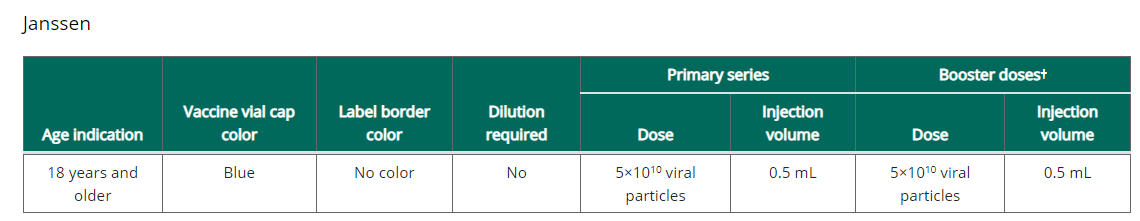 Janssen
Primary series Booster doses†
Age indication Vaccine vial cap color Label border color Dilution required Dose Injection volume Dose Injection volume
18 years and older Blue No color No 5×10¹⁰ viral particles 0.5 mL 5×10¹⁰ viral particles 0.5 mL